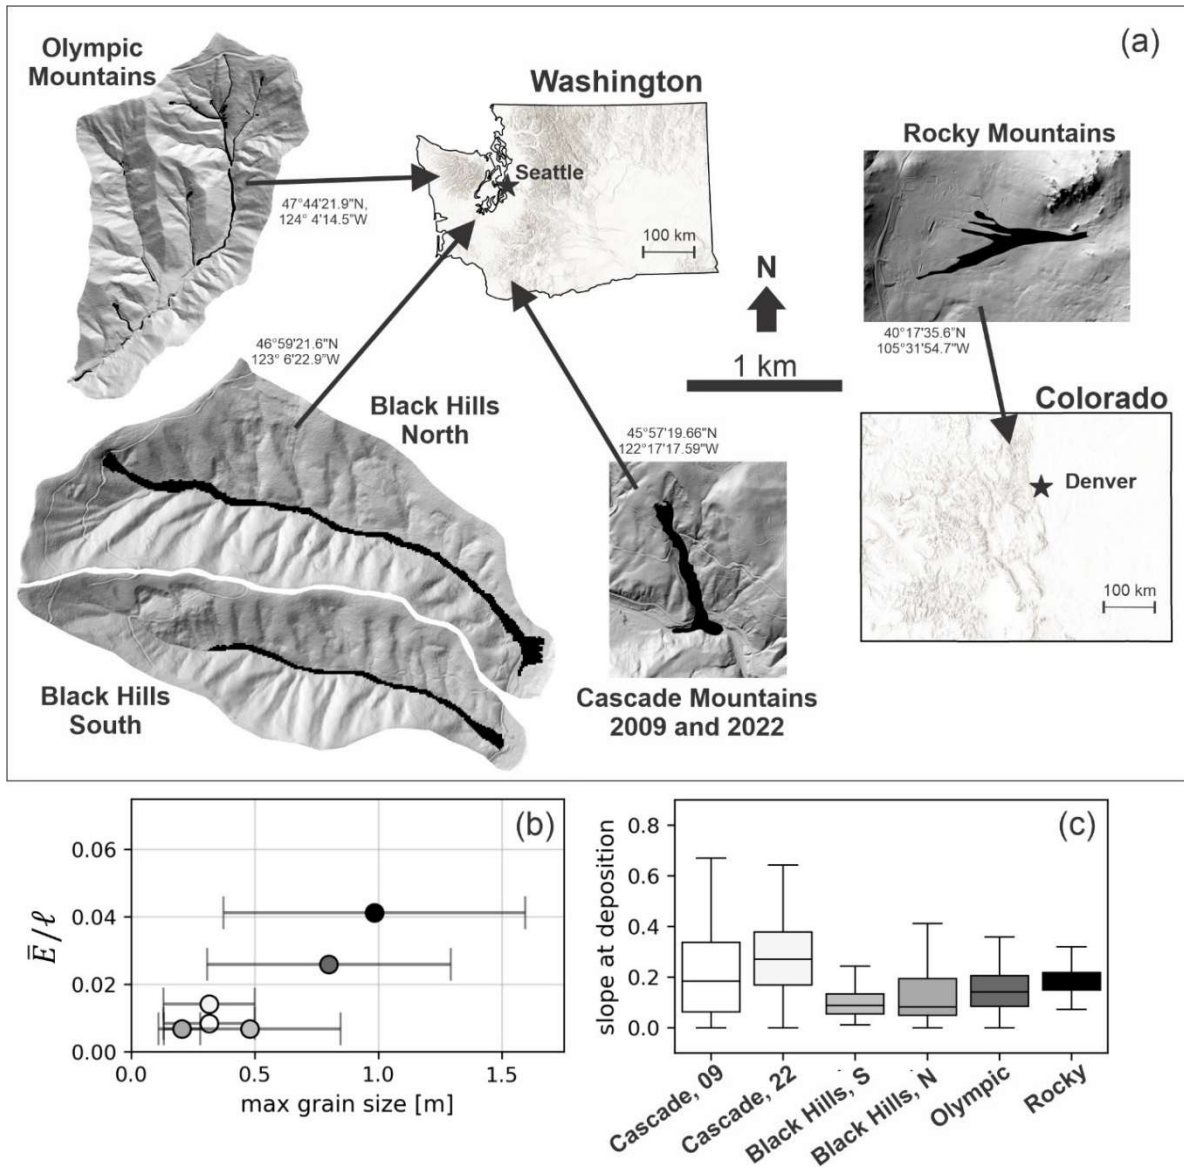 (a)
Olympic
Mountains
Washington
Seattle
100 km
47°44'21.9"N,
124° 4'14.5"W
Rocky Mountains
40°17'35.6"N
105°31'54.7"W
N
1 km
46°59'21.6"N
123° 6'22.9"W
Black Hills
North
45°57'19.66"N
122°17'17.59"W
Colorado
Denver
100 km
Black Hills
South
Cascade Mountains
2009 and 2022
(b)
0.06
0.04
0.02
0.00
E̅/ℓ
0.0
0.5
1.0
1.5
max grain size [m]
(c)
0.8
0.6
0.4
0.2
0.0
slope at deposition
Cascade, 09
Cascade, 22
Black Hills, S
Black Hills, N
Olympic
Rocky